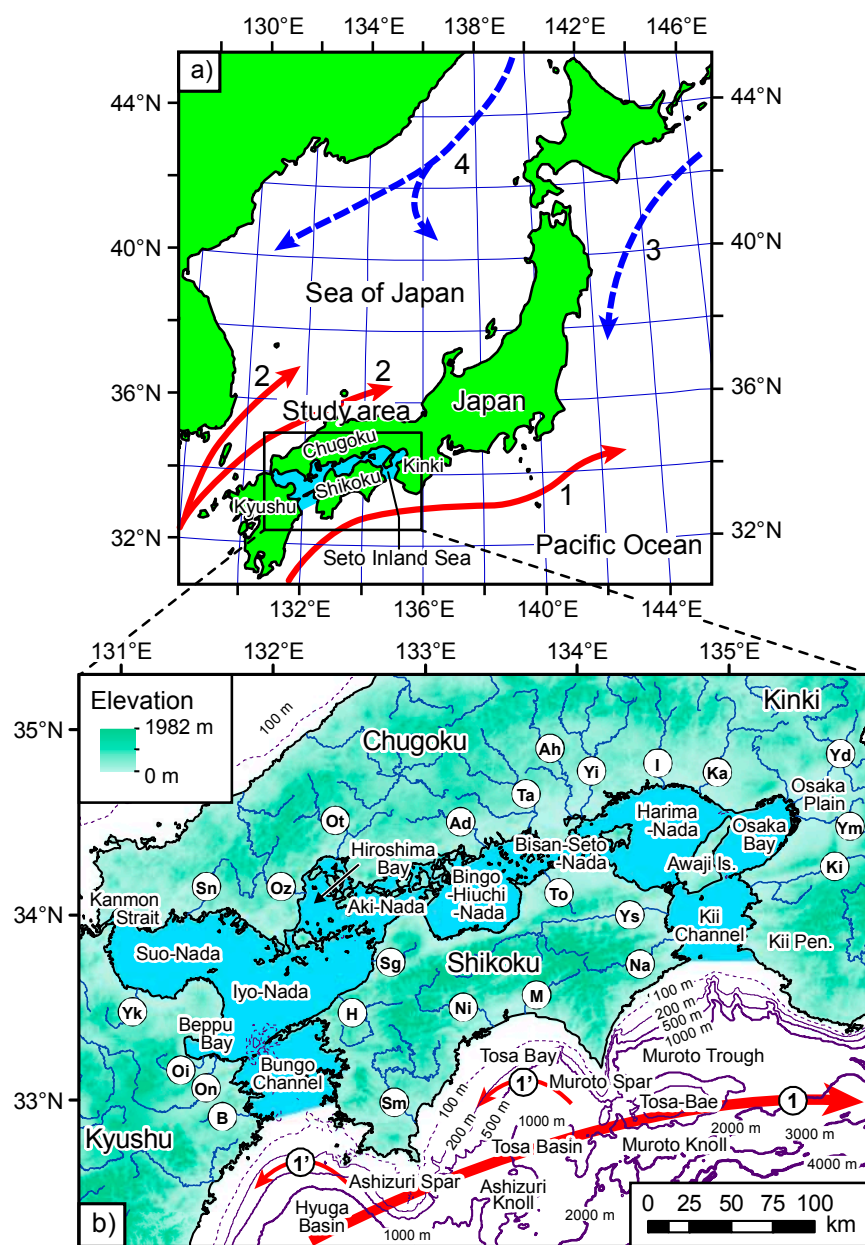 130°E 134°E 138°E 142°E 146°E
a)
44°N
44°N
4
3
40°N
40°N
Sea of Japan
2
2
36°N
36°N
Study area
Japan
Chugoku
Kinki
Shikoku
Kyushu
1
32°N
32°N
Seto Inland Sea
Pacific Ocean
132°E 136°E 140°E 144°E
131°E 132°E 133°E 134°E 135°E
Elevation
1982 m
0 m
100 m
35°N
Kinki
Chugoku
Ah
Yi
I
Ka
Yd
Ta
Osaka
Plain
Ot
Ad
Harima
-Nada
Osaka
Bay
Ym
Hiroshima
Bay
Bisan-Seto
-Nada
Awaji Is.
Ki
Sn
Oz
Bingo
-Hiuchi
-Nada
To
Kanmon
Strait
Aki-Nada
34°N
Ys
Kii
Channel
Kii Pen.
Suo-Nada
Sg
Shikoku
Na
Iyo-Nada
Yk
H
Ni
M
100 m
200 m
500 m
1000 m
Beppu
Bay
Oi
Bungo
Channel
Tosa Bay
Muroto Trough
On
1'
Muroto Spar
33°N
100 m
200 m
500 m
1000 m
Tosa-Bae
1
B
Sm
2000 m
3000 m
Kyushu
Tosa Basin
Muroto Knoll
4000 m
1'
Ashizuri Spar
Ashizuri
Knoll
Hyuga
Basin
1000 m
2000 m
b)
0 25 50 75 100
km